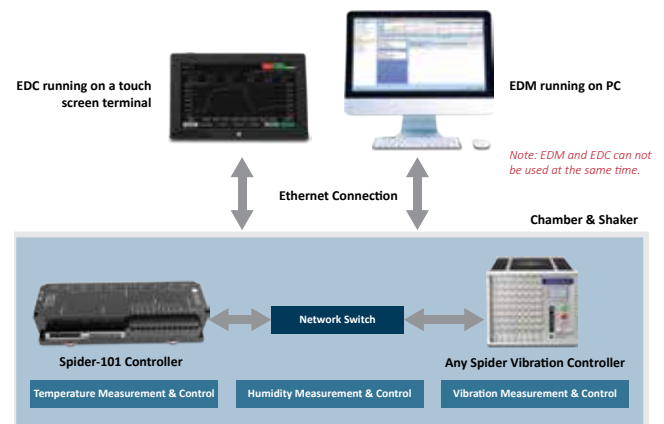 EDC running on a touch
screen terminal
EDM running on PC
Note: EDM and EDC can not
be used at the same time.
Ethernet Connection
Chamber & Shaker
Network Switch
Spider-101 Controller
Any Spider Vibration Controller
Temperature Measurement & Control
Humidity Measurement & Control
Vibration Measurement & Control